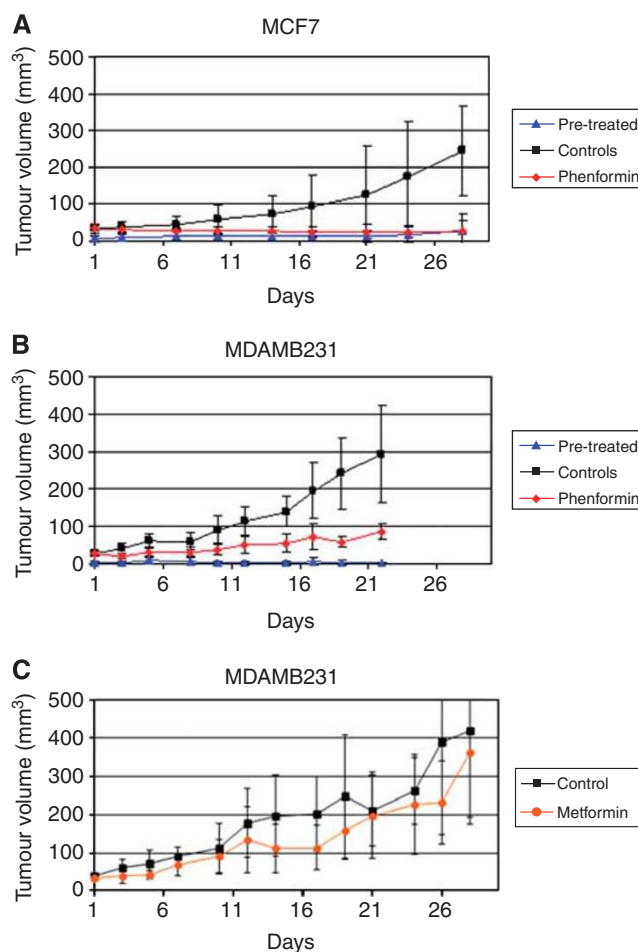 A
MCF7
500
400
300
200
100
0
Tumour volume (mm³)
1 6 11 16 21 26
Days
Pre-treated
Controls
Phenformin
B
MDAMB231
500
400
300
200
100
0
Tumour volume (mm³)
1 6 11 16 21 26
Days
Pre-treated
Controls
Phenformin
C
MDAMB231
500
400
300
200
100
0
Tumour volume (mm³)
1 6 11 16 21 26
Days
Control
Metformin